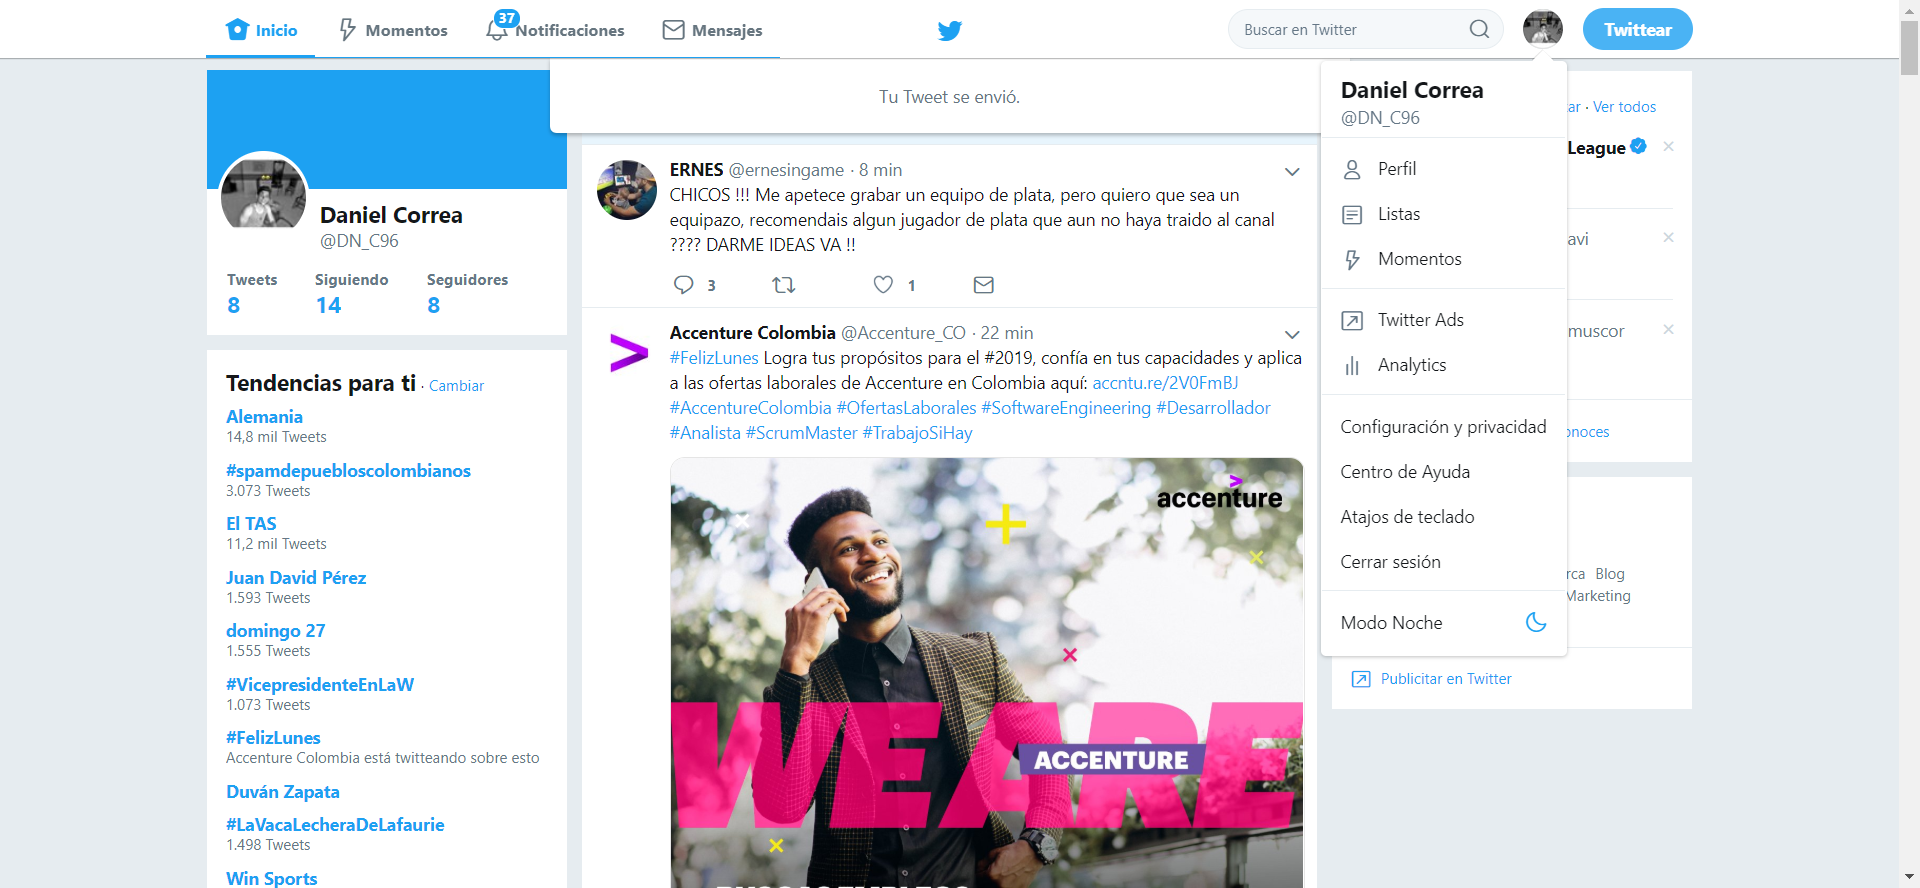 Inicio
Momentos
37
Notificaciones
Mensajes
Buscar en Twitter
Twittear
Tu Tweet se envió.
Daniel Correa
@DN_C96
Tweets Siguiendo Seguidores
8 14 8
Tendencias para ti · Cambiar
Alemania
14,8 mil Tweets
#spamdepuebloscolombianos
3.073 Tweets
El TAS
11,2 mil Tweets
Juan David Pérez
1.593 Tweets
domingo 27
1.555 Tweets
#VicepresidenteEnLaW
1.073 Tweets
#FelizLunes
Accenture Colombia está twitteando sobre esto
Duván Zapata
#LaVacaLecheraDeLafaurie
1.498 Tweets
Win Sports
ERNES @ernesingame · 8 min
CHICOS !!! Me apetece grabar un equipo de plata, pero quiero que sea un
equipazo, recomendais algun jugador de plata que aun no haya traido al canal
???? DARME IDEAS VA !!
3 1
Accenture Colombia @Accenture_CO · 22 min
#FelizLunes Logra tus propósitos para el #2019, confía en tus capacidades y aplica
a las ofertas laborales de Accenture en Colombia aquí: accntu.re/2V0FmBJ
#AccentureColombia #OfertasLaborales #SoftwareEngineering #Desarrollador
#Analista #ScrumMaster #TrabajoSiHay
accenture
WE ARE
ACCENTURE
Daniel Correa
@DN_C96
Perfil
Listas
Momentos
Twitter Ads
Analytics
Configuración y privacidad
Centro de Ayuda
Atajos de teclado
Cerrar sesión
Modo Noche
ar · Ver todos
League
avi
muscor
onoces
rca Blog
Marketing
Publicitar en Twitter